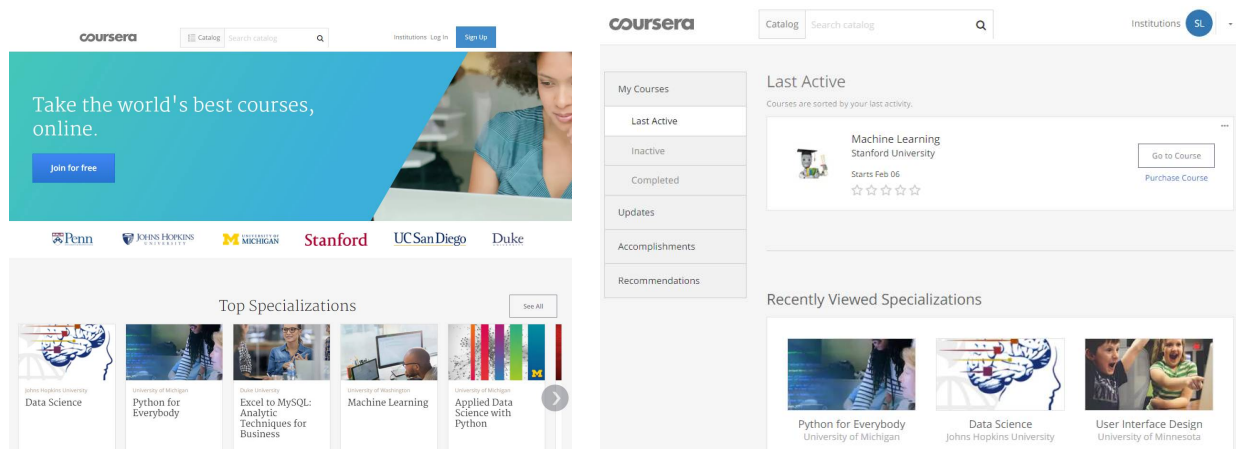 coursera
Catalog Search catalog
Institutions Log In Sign Up
Take the world's best courses,
online.
Join for free
Penn
JOHNS HOPKINS
UNIVERSITY
UNIVERSITY OF
MICHIGAN
Stanford
UC San Diego
Duke
UNIVERSITY
Top Specializations
See All
Johns Hopkins University
Data Science
University of Michigan
Python for
Everybody
Duke University
Excel to MySQL:
Analytic
Techniques for
Business
University of Washington
Machine Learning
M
University of Michigan
Applied Data
Science with
Python
coursera
Catalog Search catalog
Institutions SL
My Courses
Last Active
Inactive
Completed
Updates
Accomplishments
Recommendations
Last Active
Courses are sorted by your last activity.
Machine Learning
Stanford University
Starts Feb 06
Go to Course
Purchase Course
Recently Viewed Specializations
Python for Everybody
University of Michigan
Data Science
Johns Hopkins University
User Interface Design
University of Minnesota